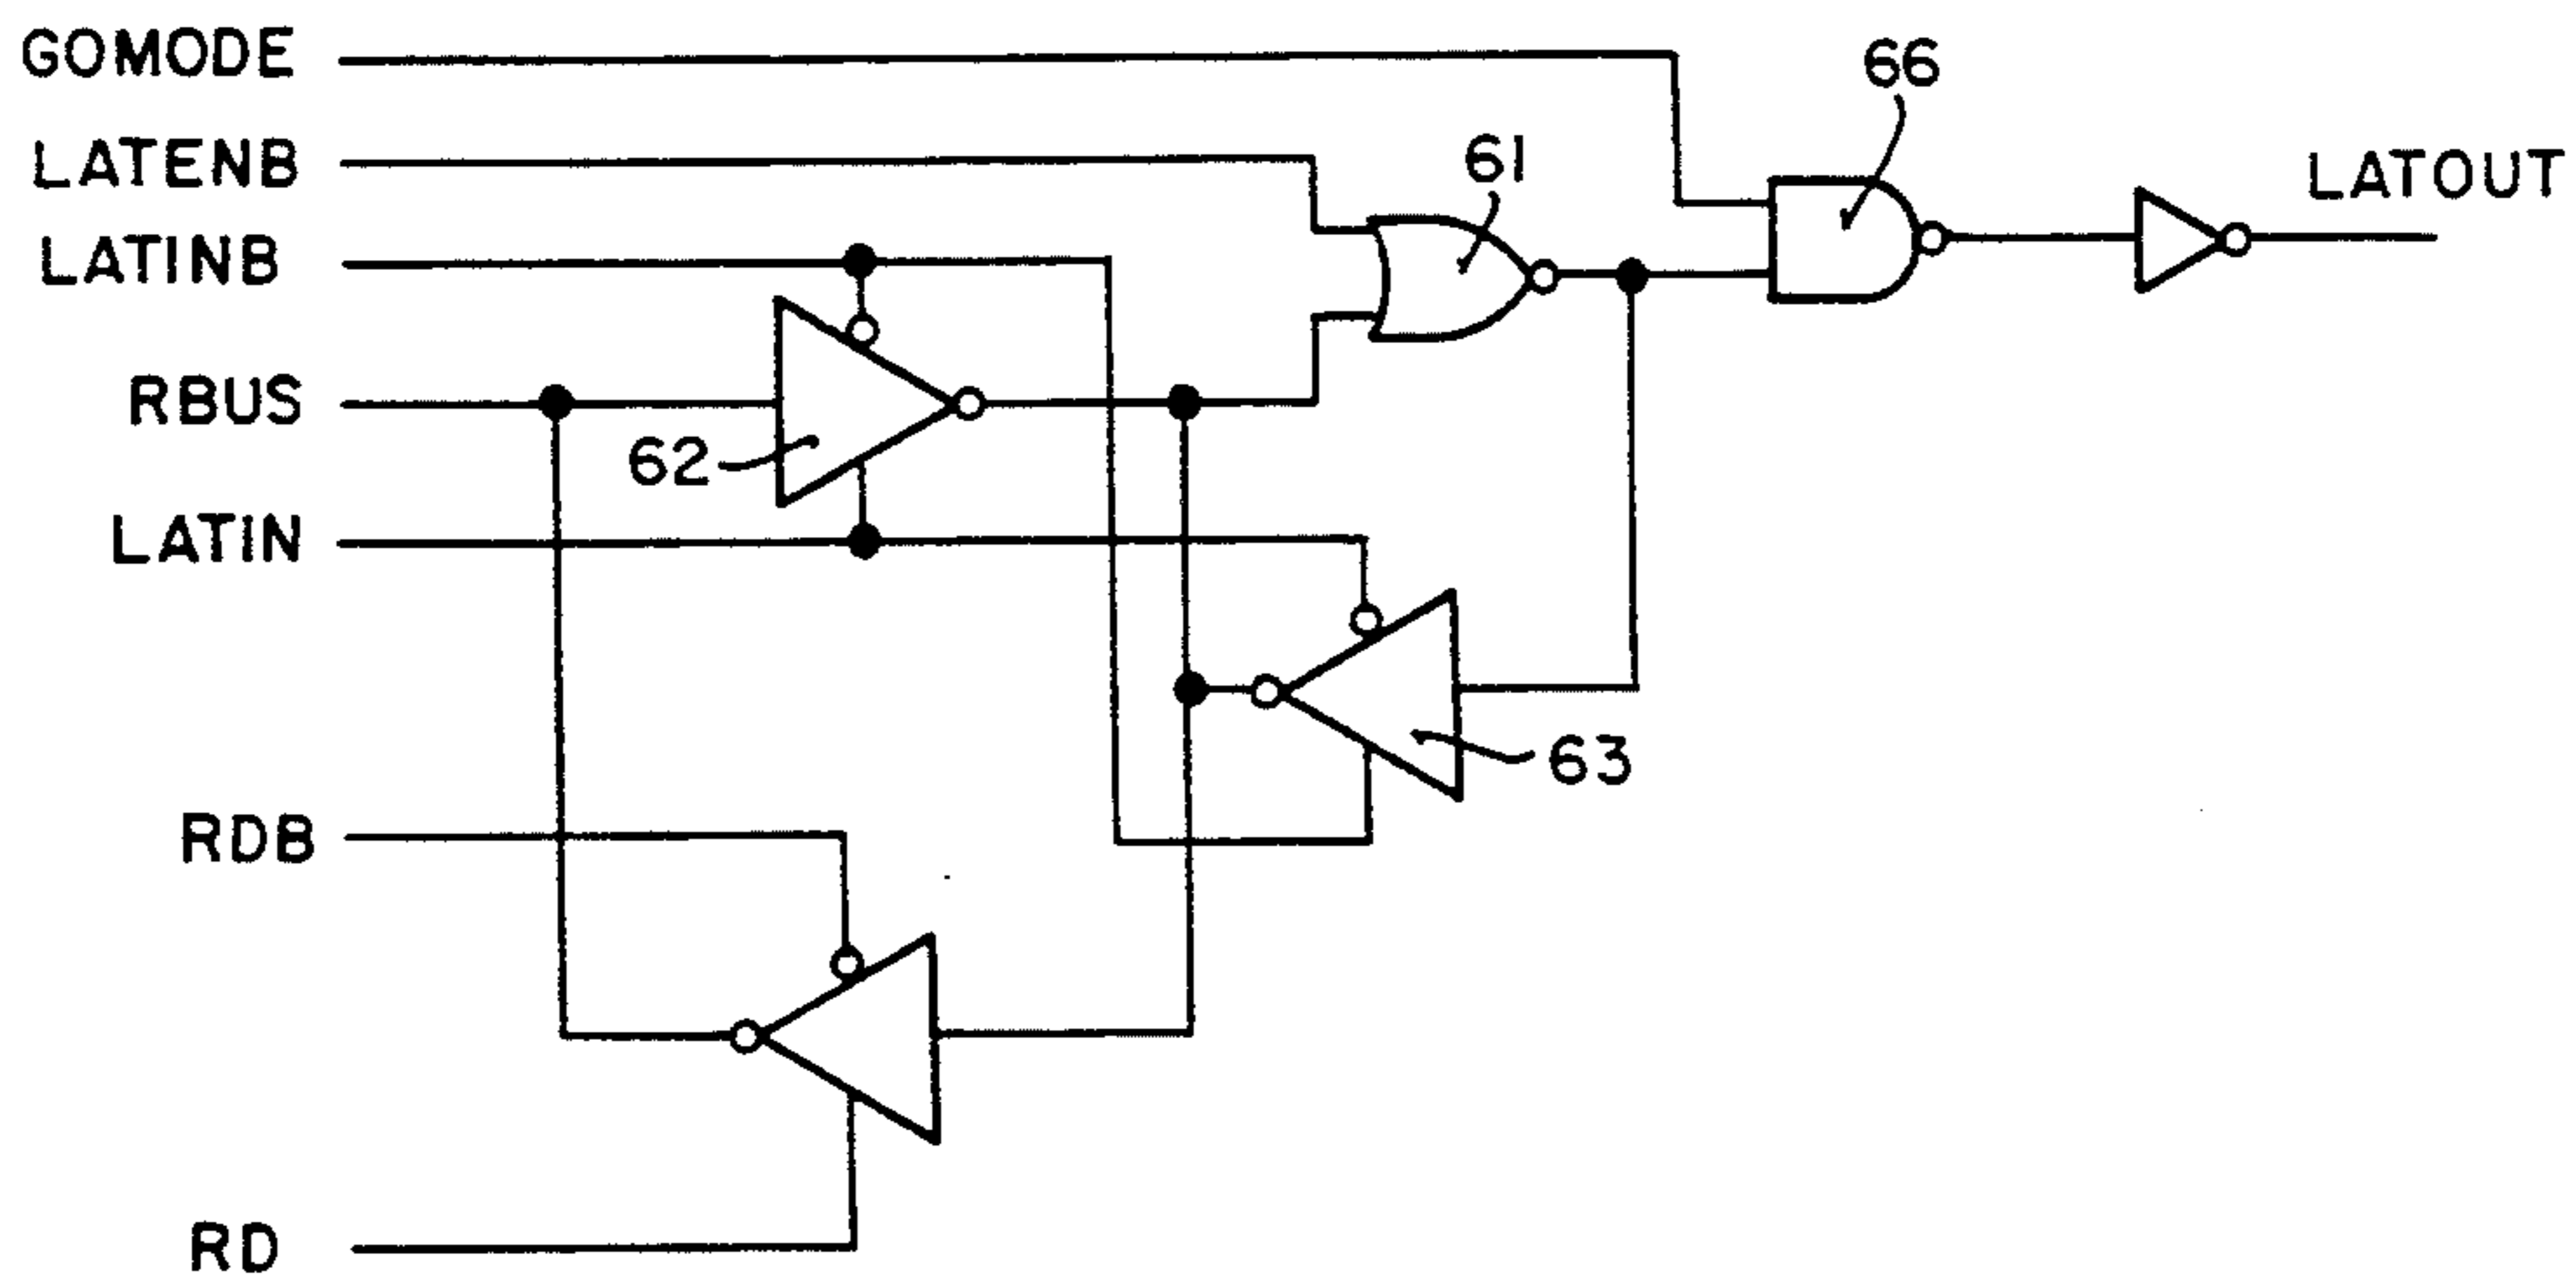 GOMODE
66
LATENB
61
LATOUT
LATINB
RBUS
62
LATIN
63
RDB
RD